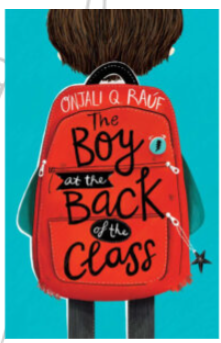 ONJALI Q RAÚF
The
Boy
at the
Back
of the
Class